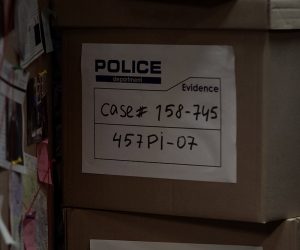 POLICE
department
Evidence
Case# 158-745
457Pi-07